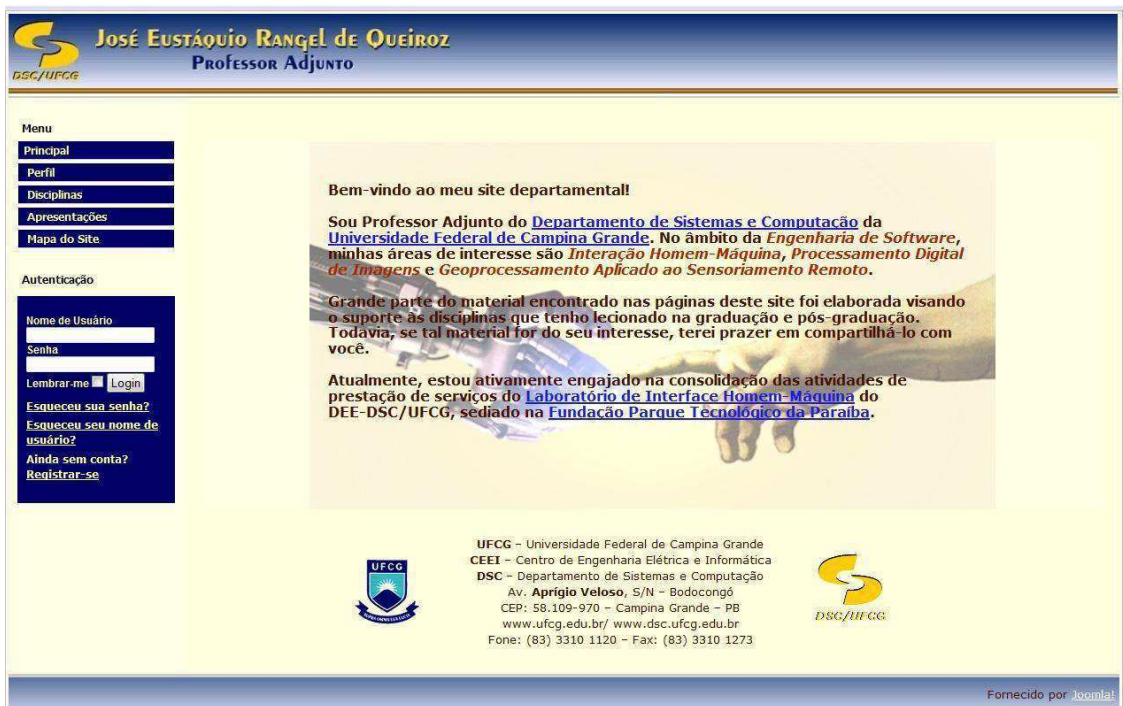 José Eustáquio Rangel de Queiroz
Professor Adjunto
DSC/UFCG
Menu
Principal
Perfil
Disciplinas
Apresentações
Mapa do Site
Autenticação
Nome de Usuário
Senha
Lembrar-me Login
Esqueceu sua senha?
Esqueceu seu nome de
usuário?
Ainda sem conta?
Registrar-se
Bem-vindo ao meu site departamental!
Sou Professor Adjunto do Departamento de Sistemas e Computação da
Universidade Federal de Campina Grande. No âmbito da Engenharia de Software,
minhas áreas de interesse são Interação Homem-Máquina, Processamento Digital
de Imagens e Geoprocessamento Aplicado ao Sensoriamento Remoto.
Grande parte do material encontrado nas páginas deste site foi elaborada visando
o suporte às disciplinas que tenho lecionado na graduação e pós-graduação.
Todavia, se tal material for do seu interesse, terei prazer em compartilhá-lo com
você.
Atualmente, estou ativamente engajado na consolidação das atividades de
prestação de serviços do Laboratório de Interface Homem-Máquina do
DEE-DSC/UFCG, sediado na Fundação Parque Tecnológico da Paraíba.
UFCG
UFCG – Universidade Federal de Campina Grande
CEEI – Centro de Engenharia Elétrica e Informática
DSC – Departamento de Sistemas e Computação
Av. Aprígio Veloso, S/N – Bodocongó
CEP: 58.109-970 – Campina Grande – PB
www.ufcg.edu.br/ www.dsc.ufcg.edu.br
Fone: (83) 3310 1120 – Fax: (83) 3310 1273
DSC/UFCG
Fornecido por Joomla!